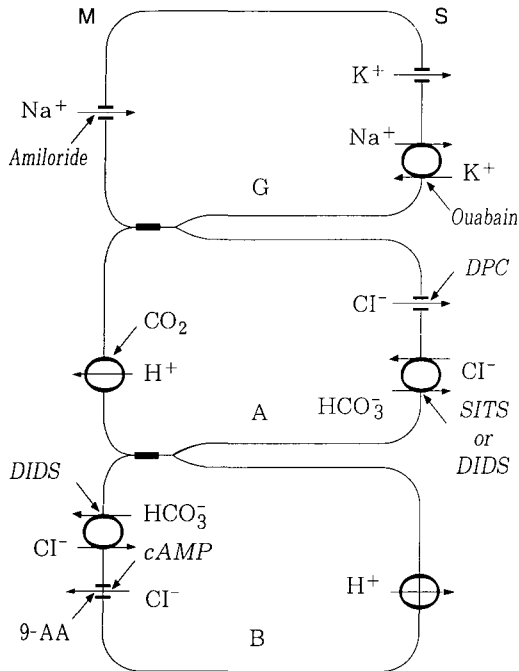 M
S
K⁺
Na⁺
Amiloride
Na⁺
K⁺
G
Ouabain
DPC
Cl⁻
CO₂
H⁺
Cl⁻
HCO₃⁻
A
SITS
or
DIDS
DIDS
HCO₃⁻
Cl⁻
cAMP
Cl⁻
H⁺
9-AA
B